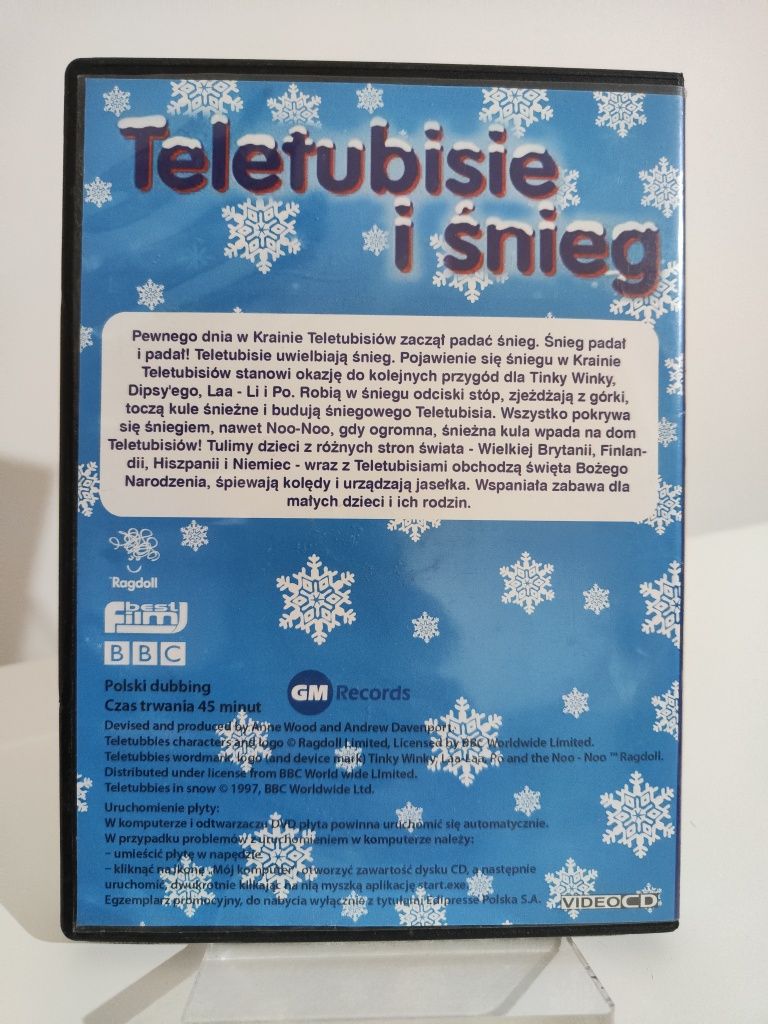 Teletubisie
i śnieg
Pewnego dnia w Krainie Teletubisiów zaczął padać śnieg. Śnieg padał
i padał! Teletubisie uwielbiają śnieg. Pojawienie się śniegu w Krainie
Teletubisiów stanowi okazję do kolejnych przygód dla Tinky Winky,
Dipsy'ego, Laa - Li i Po. Robią w śniegu odciski stóp, zjeżdżają z górki,
toczą kule śnieżne i budują śniegowego Teletubisia. Wszystko pokrywa
się śniegiem, nawet Noo-Noo, gdy ogromna, śnieżna kula wpada na dom
Teletubisiów! Tulimy dzieci z różnych stron świata - Wielkiej Brytanii, Finlan-
dii, Hiszpanii i Niemiec - wraz z Teletubisiami obchodzą święta Bożego
Narodzenia, śpiewają kolędy i urządzają jasełka. Wspaniała zabawa dla
małych dzieci i ich rodzin.
Ragdoll
best
film
BBC
Polski dubbing
Czas trwania 45 minut
GM Records
Devised and produced by Anne Wood and Andrew Davenport.
Teletubbies characters and logo © Ragdoll Limited, Licensed by BBC Worldwide Limited.
Teletubbies wordmark, logo (and device mark) Tinky Winky, Laa-Laa, Po and the Noo - Noo ™ Ragdoll.
Distributed under license from BBC World wide Limited.
Teletubbies in snow © 1997, BBC Worldwide Ltd.
Uruchomienie płyty:
W komputerze i odtwarzaczu DVD płyta powinna uruchomić się automatycznie.
W przypadku problemów z uruchomieniem w komputerze należy:
– umieścić płytę w napędzie
– kliknąć na ikonę „Mój komputer", otworzyć zawartość dysku CD, a następnie
uruchomić, dwukrotnie klikając na nią myszką aplikację start.exe
Egzemplarz promocyjny, do nabycia wyłącznie z tytułami Edipresse Polska S.A.
VIDEO CD